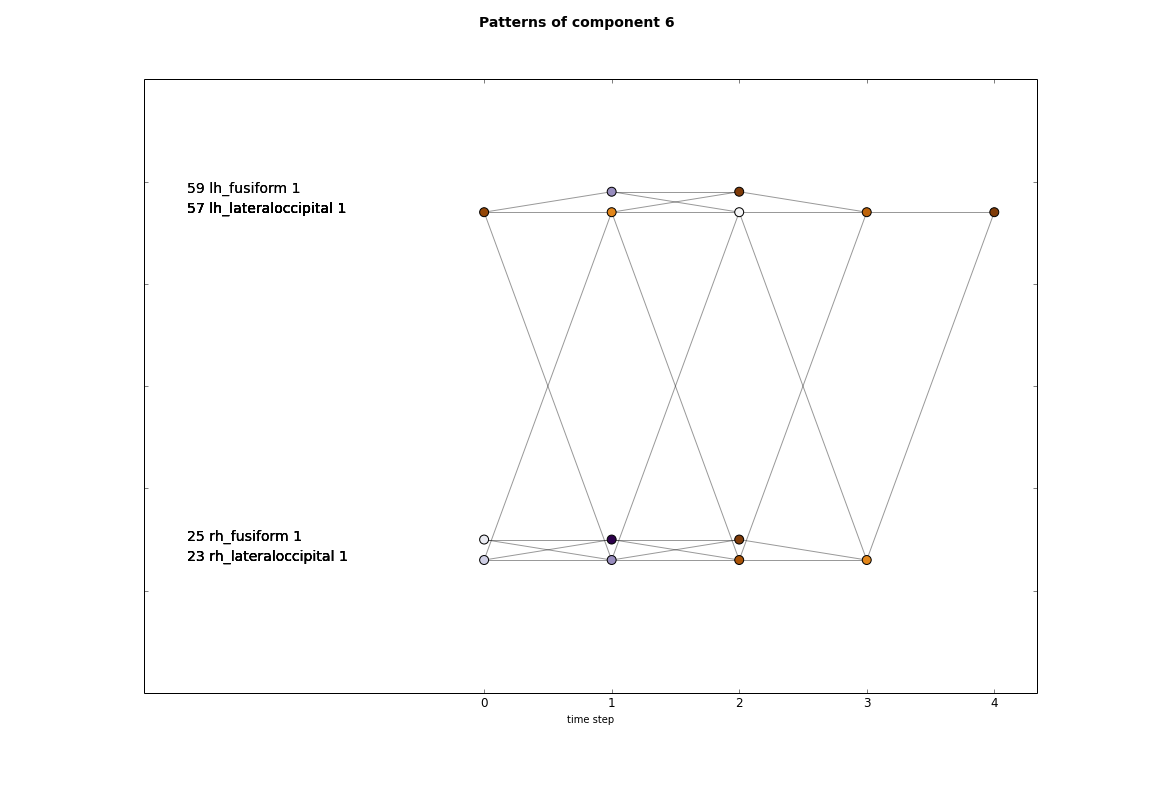 Patterns of component 6
59 lh_fusiform 1
57 lh_lateraloccipital 1
25 rh_fusiform 1
23 rh_lateraloccipital 1
0 1 2 3 4
time step